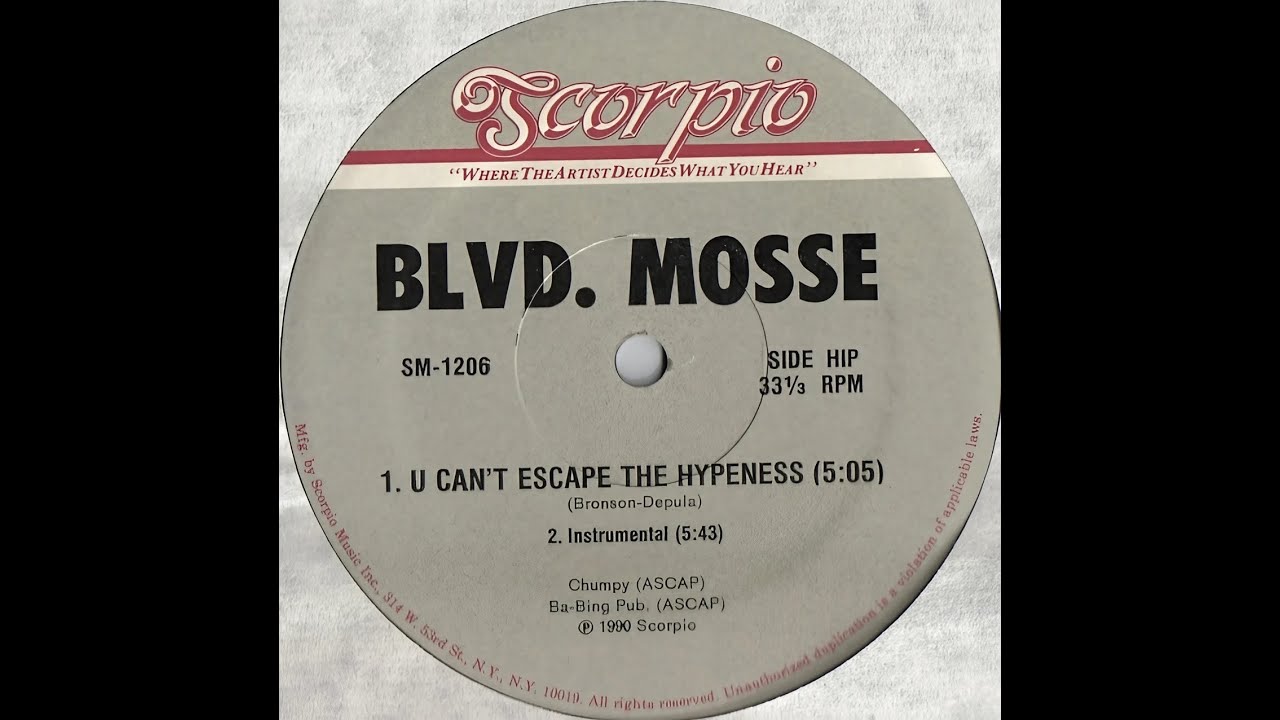 Scorpio
“WHERE THE ARTIST DECIDES WHAT YOU HEAR”
BLVD. MOSSE
SM-1206
SIDE HIP
33⅓ RPM
1. U CAN'T ESCAPE THE HYPENESS (5:05)
(Bronson-Depula)
2. Instrumental (5:43)
Chumpy (ASCAP)
Ba-Bing Pub. (ASCAP)
℗ 1990 Scorpio
Mfg. by Scorpio Music Inc., 314 W. 53rd St., N.Y., N.Y. 10019. All rights reserved. Unauthorized duplication is a violation of applicable laws.